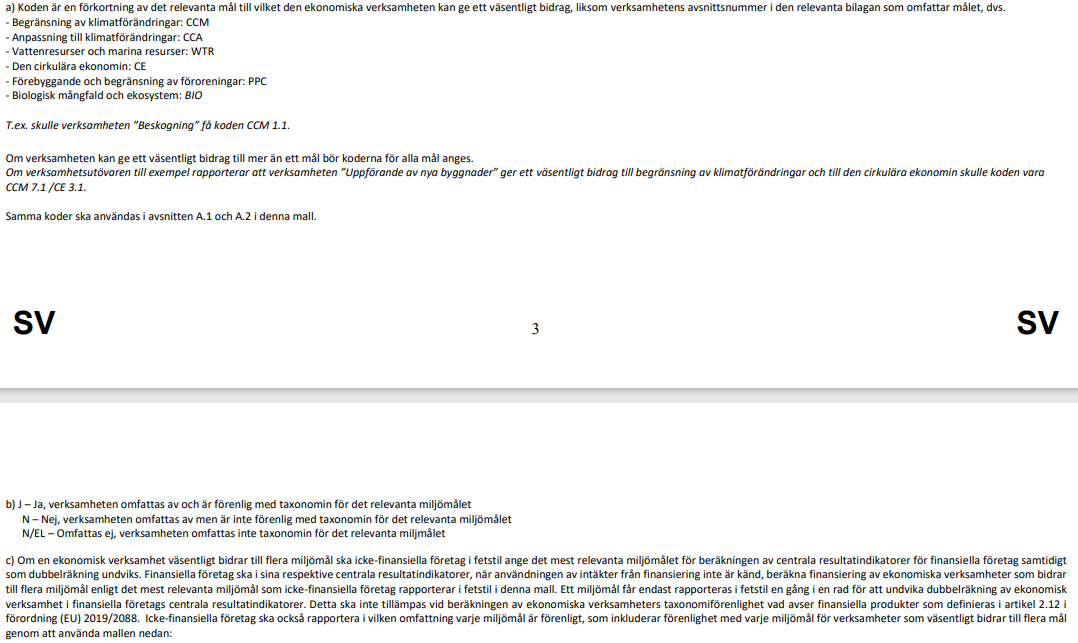 a) Koden är en förkortning av det relevanta mål till vilket den ekonomiska verksamheten kan ge ett väsentligt bidrag, liksom verksamhetens avsnittsnummer i den relevanta bilagan som omfattar målet, dvs.
- Begränsning av klimatförändringar: CCM
- Anpassning till klimatförändringar: CCA
- Vattenresurser och marina resurser: WTR
- Den cirkulära ekonomin: CE
- Förebyggande och begränsning av föroreningar: PPC
- Biologisk mångfald och ekosystem: BIO
T.ex. skulle verksamheten ”Beskogning” få koden CCM 1.1.
Om verksamheten kan ge ett väsentligt bidrag till mer än ett mål bör koderna för alla mål anges.
Om verksamhetsutövaren till exempel rapporterar att verksamheten ”Uppförande av nya byggnader” ger ett väsentligt bidrag till begränsning av klimatförändringar och till den cirkulära ekonomin skulle koden vara
CCM 7.1 /CE 3.1.
Samma koder ska användas i avsnitten A.1 och A.2 i denna mall.
SV 3 SV
b) J – Ja, verksamheten omfattas av och är förenlig med taxonomin för det relevanta miljömålet
N – Nej, verksamheten omfattas av men är inte förenlig med taxonomin för det relevanta miljömålet
N/EL – Omfattas ej, verksamheten omfattas inte taxonomin för det relevanta miljmålet
c) Om en ekonomisk verksamhet väsentligt bidrar till flera miljömål ska icke-finansiella företag i fetstil ange det mest relevanta miljömålet för beräkningen av centrala resultatindikatorer för finansiella företag samtidigt
som dubbelräkning undviks. Finansiella företag ska i sina respektive centrala resultatindikatorer, när användningen av intäkter från finansiering inte är känd, beräkna finansiering av ekonomiska verksamheter som bidrar
till flera miljömål enligt det mest relevanta miljömål som icke-finansiella företag rapporterar i fetstil i denna mall. Ett miljömål får endast rapporteras i fetstil en gång i en rad för att undvika dubbelräkning av ekonomisk
verksamhet i finansiella företags centrala resultatindikatorer. Detta ska inte tillämpas vid beräkningen av ekonomiska verksamheters taxonomiförenlighet vad avser finansiella produkter som definieras i artikel 2.12 i
förordning (EU) 2019/2088. Icke-finansiella företag ska också rapportera i vilken omfattning varje miljömål är förenligt, som inkluderar förenlighet med varje miljömål för verksamheter som väsentligt bidrar till flera mål
genom att använda mallen nedan: